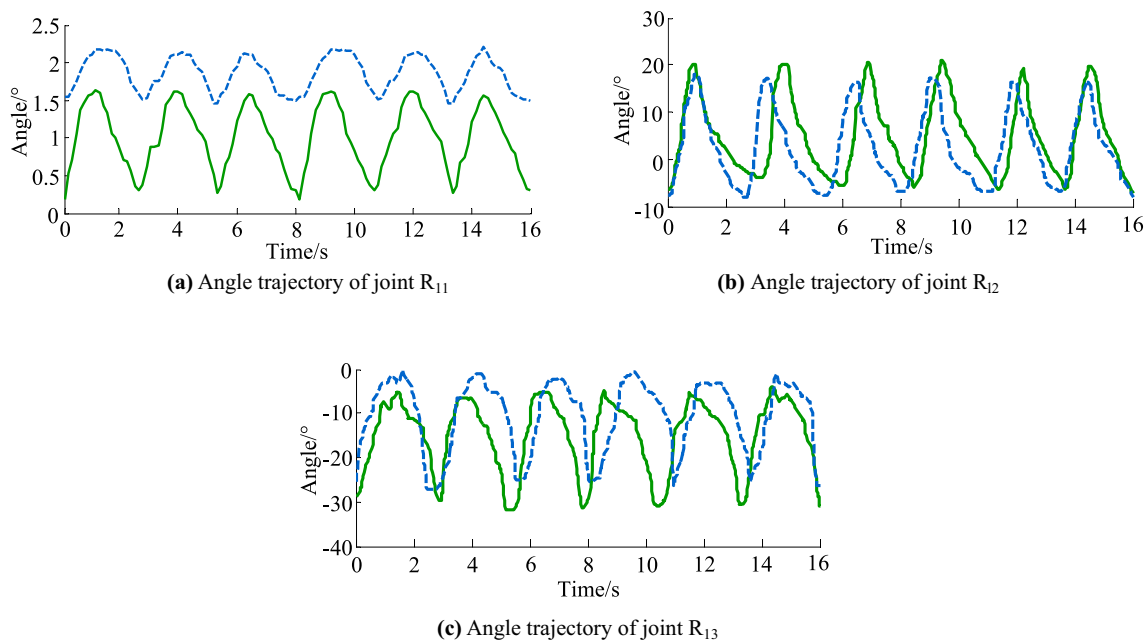 2.5
2
1.5
1
0.5
0
Angle/°
0 2 4 6 8 10 12 14 16
Time/s
(a) Angle trajectory of joint R11
30
20
10
0
-10
Angle/°
0 2 4 6 8 10 12 14 16
Time/s
(b) Angle trajectory of joint Rl2
0
-10
-20
-30
-40
Angle/°
0 2 4 6 8 10 12 14 16
Time/s
(c) Angle trajectory of joint R13